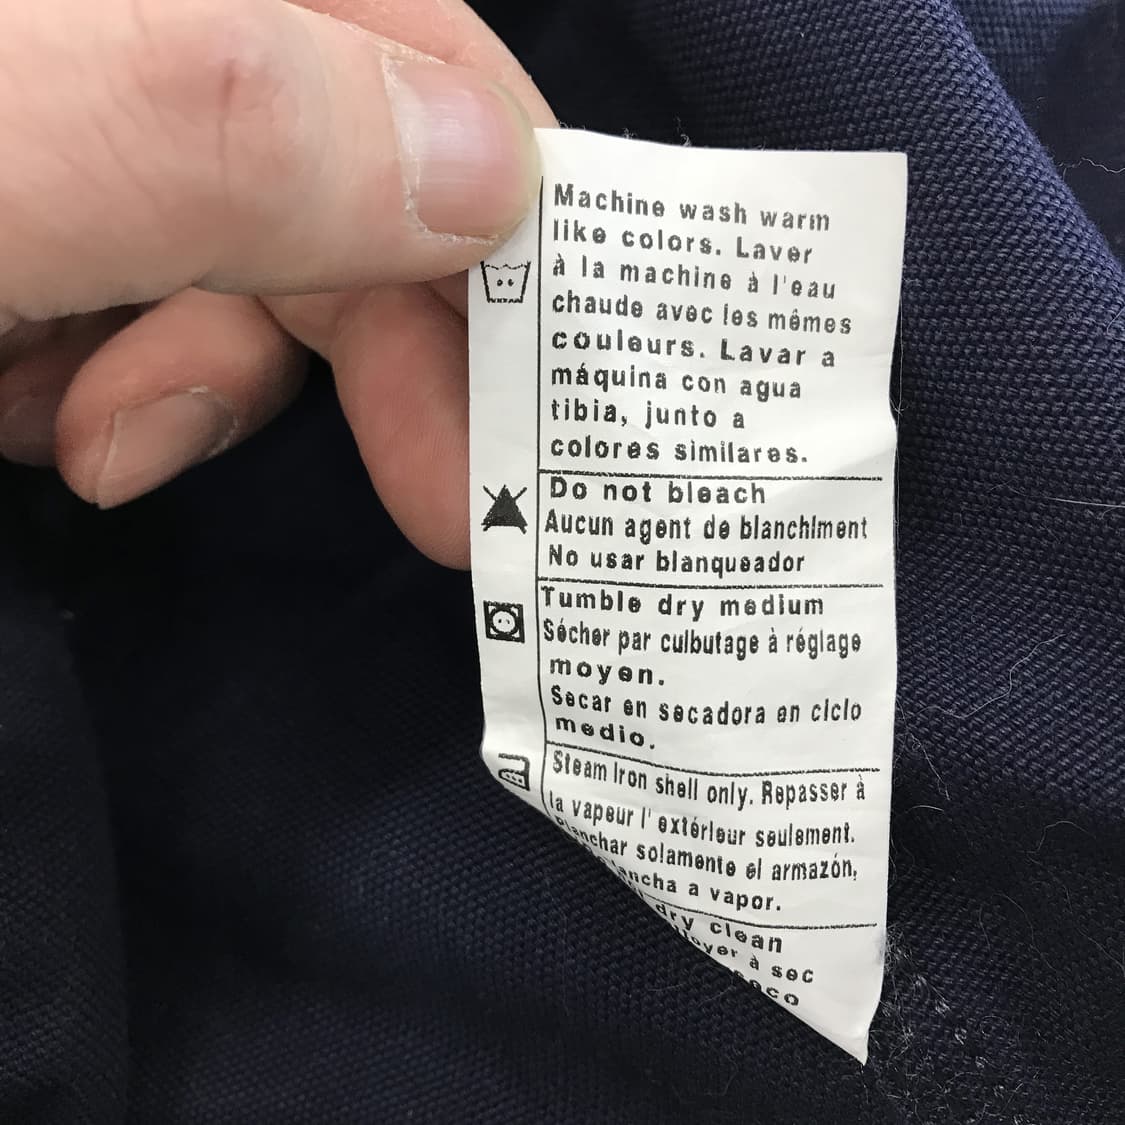 Machine wash warm
like colors. Laver
à la machine à l'eau
chaude avec les mêmes
couleurs. Lavar a
máquina con agua
tibia, junto a
colores similares.
Do not bleach
Aucun agent de blanchiment
No usar blanqueador
Tumble dry medium
Sécher par culbutage à réglage
moyen.
Secar en secadora en ciclo
medio.
Steam Iron shell only. Repasser à
la vapeur l' extérieur seulement.
Planchar solamente el armazón,
a vapor.
dry clean
à sec